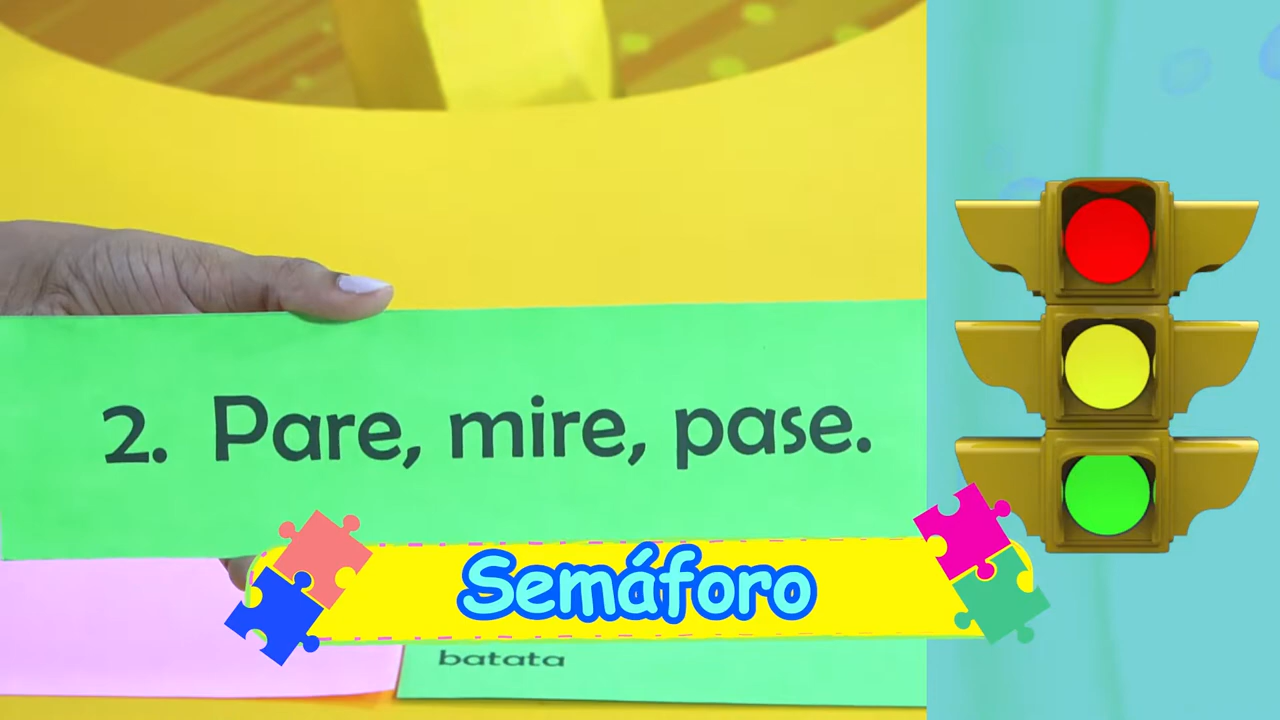 2. Pare, mire, pase.
Semáforo
batata